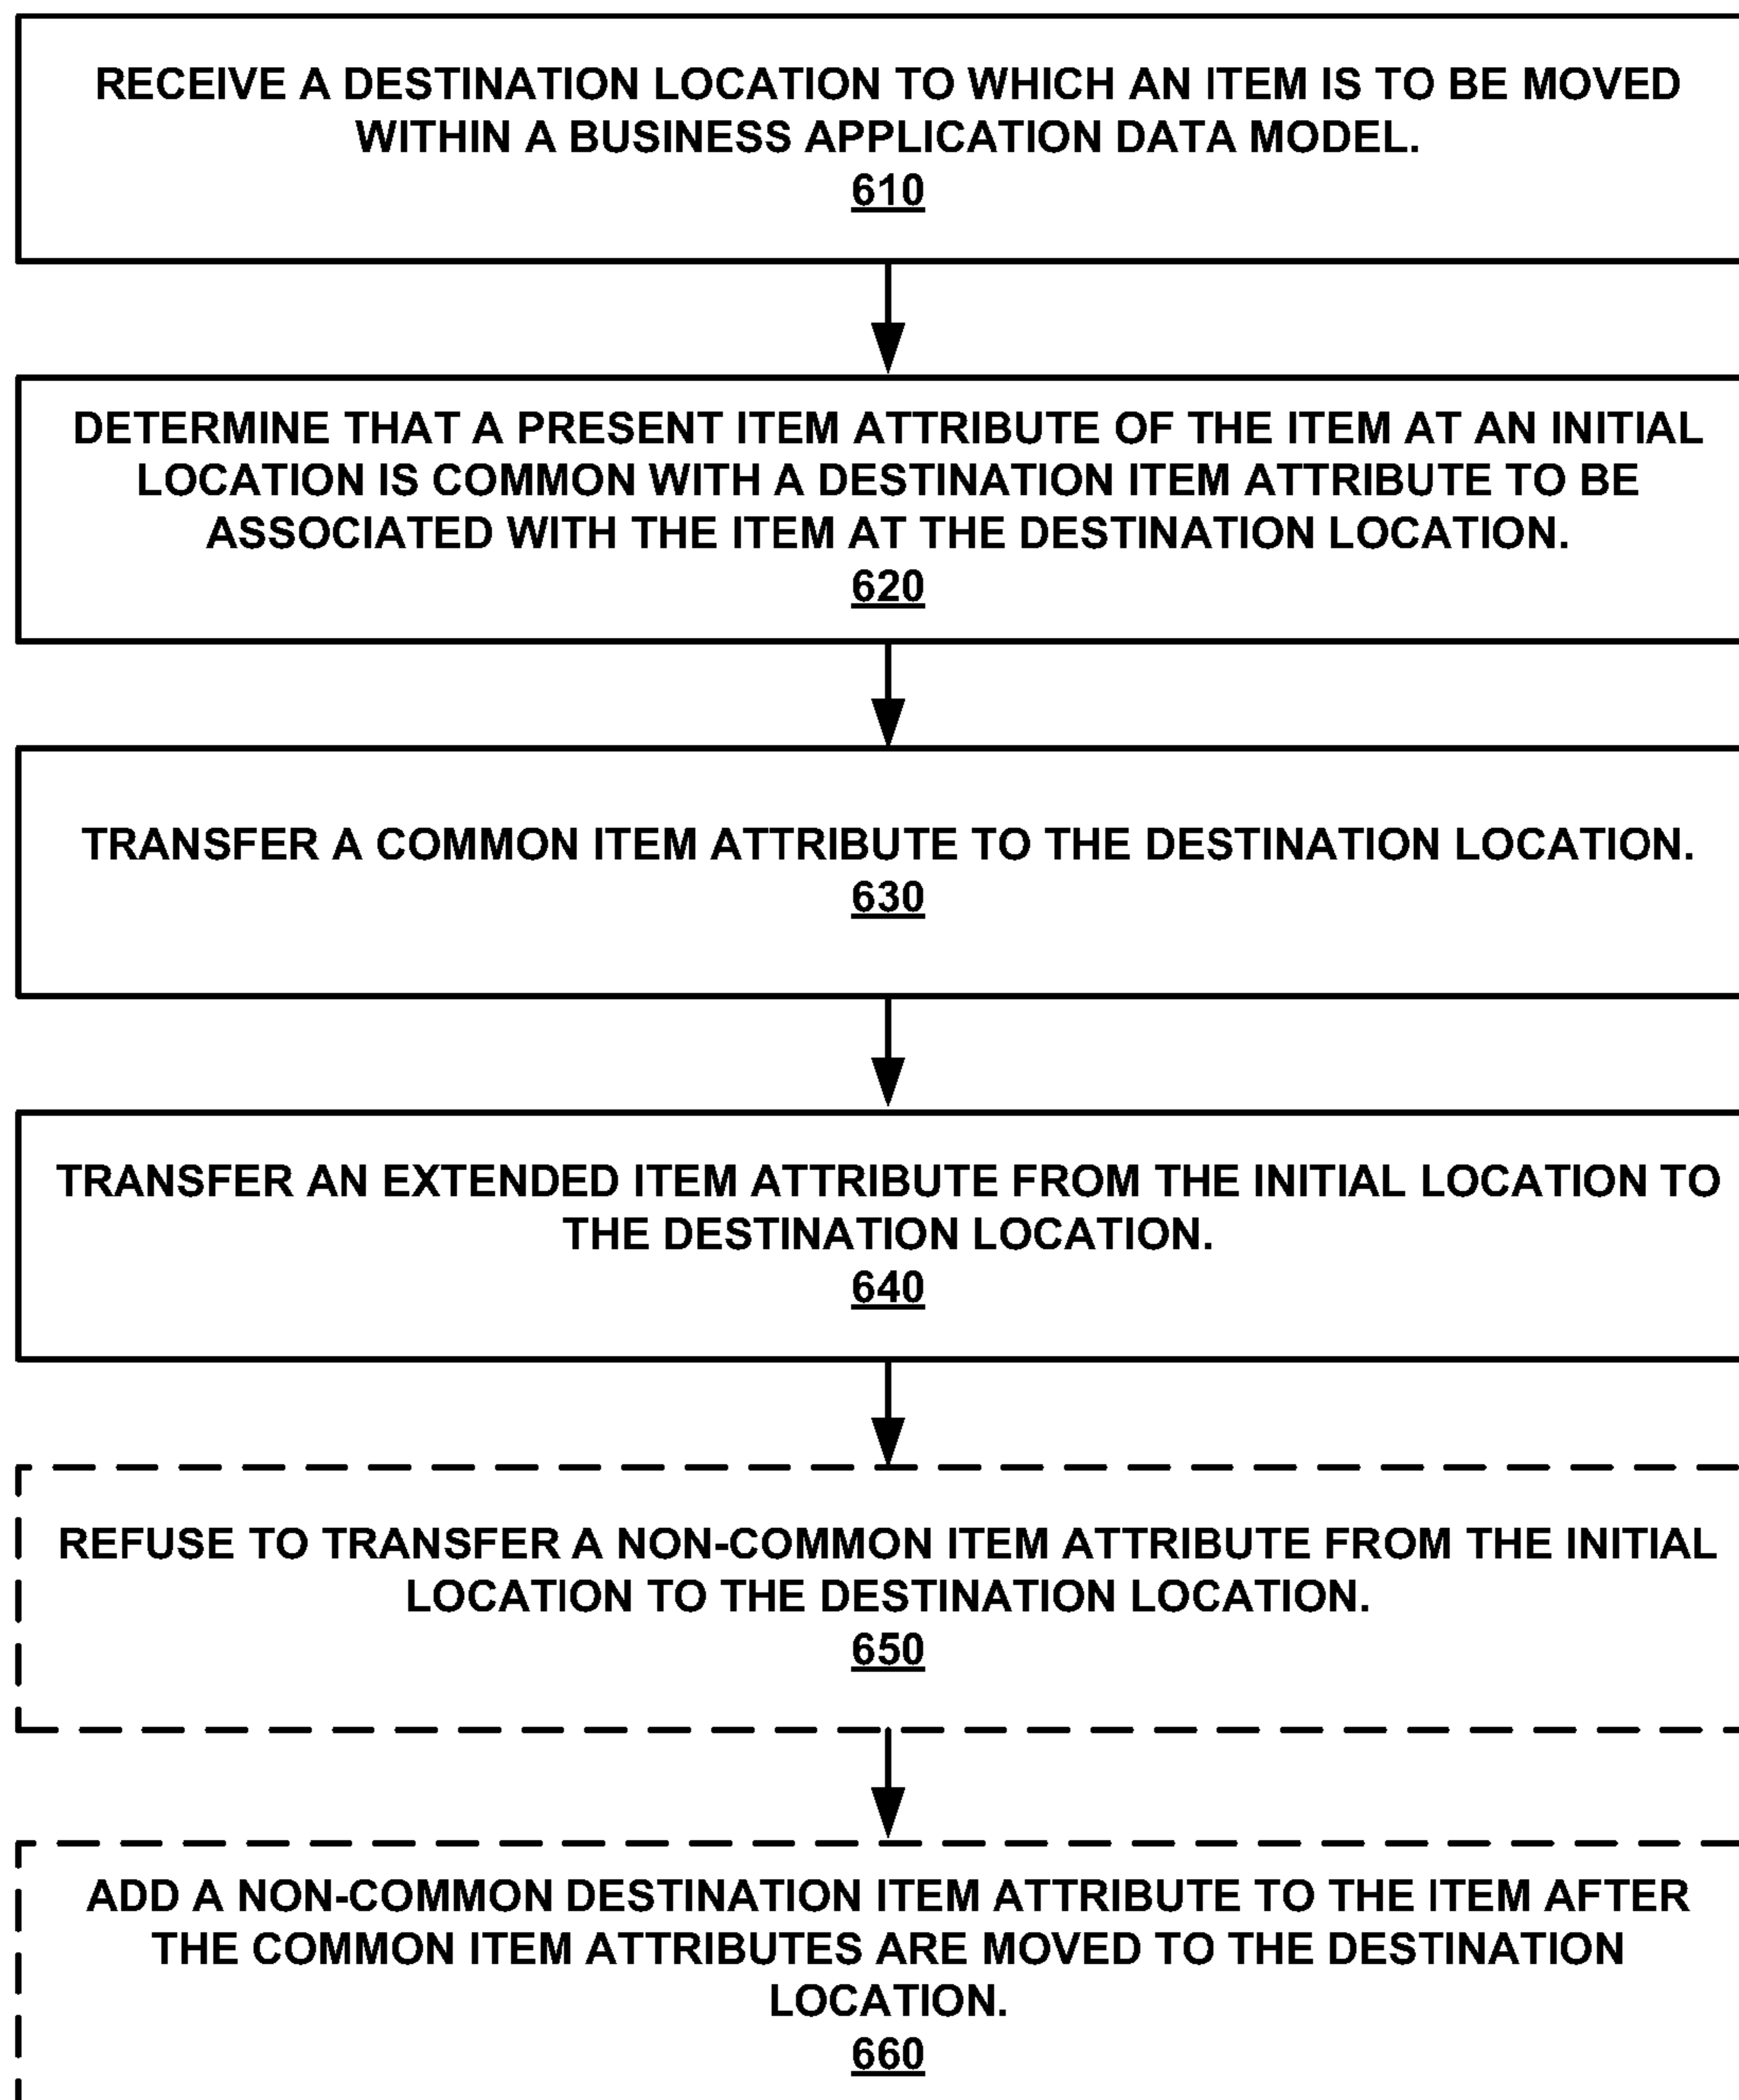 RECEIVE A DESTINATION LOCATION TO WHICH AN ITEM IS TO BE MOVED
WITHIN A BUSINESS APPLICATION DATA MODEL.
610
DETERMINE THAT A PRESENT ITEM ATTRIBUTE OF THE ITEM AT AN INITIAL
LOCATION IS COMMON WITH A DESTINATION ITEM ATTRIBUTE TO BE
ASSOCIATED WITH THE ITEM AT THE DESTINATION LOCATION.
620
TRANSFER A COMMON ITEM ATTRIBUTE TO THE DESTINATION LOCATION.
630
TRANSFER AN EXTENDED ITEM ATTRIBUTE FROM THE INITIAL LOCATION TO
THE DESTINATION LOCATION.
640
REFUSE TO TRANSFER A NON-COMMON ITEM ATTRIBUTE FROM THE INITIAL
LOCATION TO THE DESTINATION LOCATION.
650
ADD A NON-COMMON DESTINATION ITEM ATTRIBUTE TO THE ITEM AFTER
THE COMMON ITEM ATTRIBUTES ARE MOVED TO THE DESTINATION
LOCATION.
660